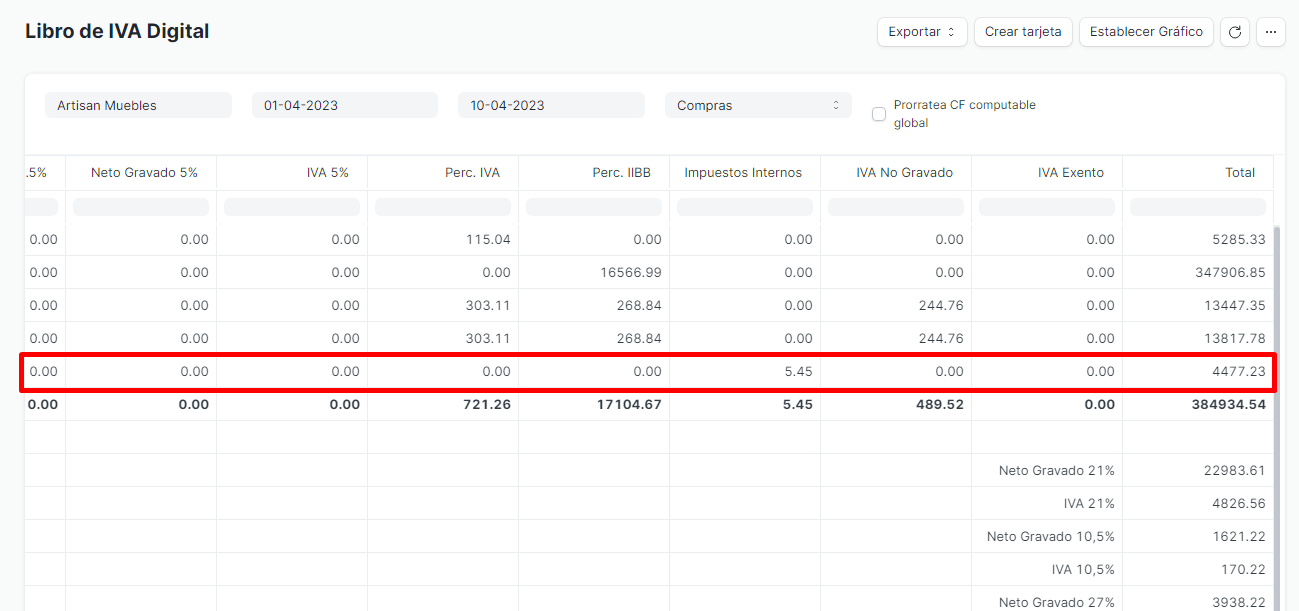 Libro de IVA Digital
Exportar Crear tarjeta Establecer Gráfico ...
Artisan Muebles 01-04-2023 10-04-2023 Compras Prorratea CF computable
global
.5% Neto Gravado 5% IVA 5% Perc. IVA Perc. IIBB Impuestos Internos IVA No Gravado IVA Exento Total
0.00 0.00 0.00 115.04 0.00 0.00 0.00 0.00 5285.33
0.00 0.00 0.00 0.00 16566.99 0.00 0.00 0.00 347906.85
0.00 0.00 0.00 303.11 268.84 0.00 244.76 0.00 13447.35
0.00 0.00 0.00 303.11 268.84 0.00 244.76 0.00 13817.78
0.00 0.00 0.00 0.00 0.00 5.45 0.00 0.00 4477.23
0.00 0.00 0.00 721.26 17104.67 5.45 489.52 0.00 384934.54
Neto Gravado 21% 22983.61
IVA 21% 4826.56
Neto Gravado 10,5% 1621.22
IVA 10,5% 170.22
Neto Gravado 27% 3938.22